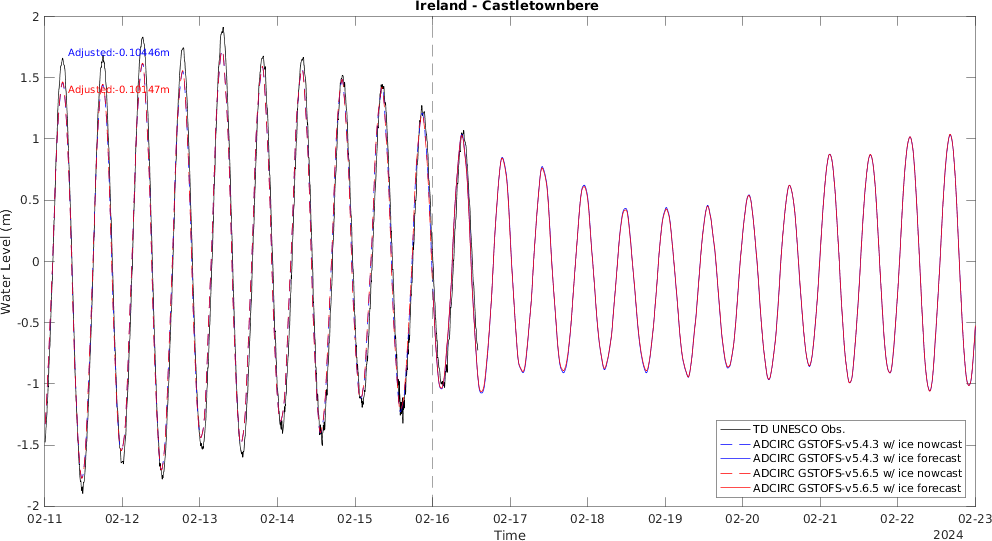 Ireland - Castletownbere
2
1.5
1
0.5
0
-0.5
-1
-1.5
-2
Water Level (m)
Adjusted:-0.10446m
Adjusted:-0.10147m
TD UNESCO Obs.
ADCIRC GSTOFS-v5.4.3 w/ ice nowcast
ADCIRC GSTOFS-v5.4.3 w/ ice forecast
ADCIRC GSTOFS-v5.6.5 w/ ice nowcast
ADCIRC GSTOFS-v5.6.5 w/ ice forecast
02-11 02-12 02-13 02-14 02-15 02-16 02-17 02-18 02-19 02-20 02-21 02-22 02-23
Time
2024